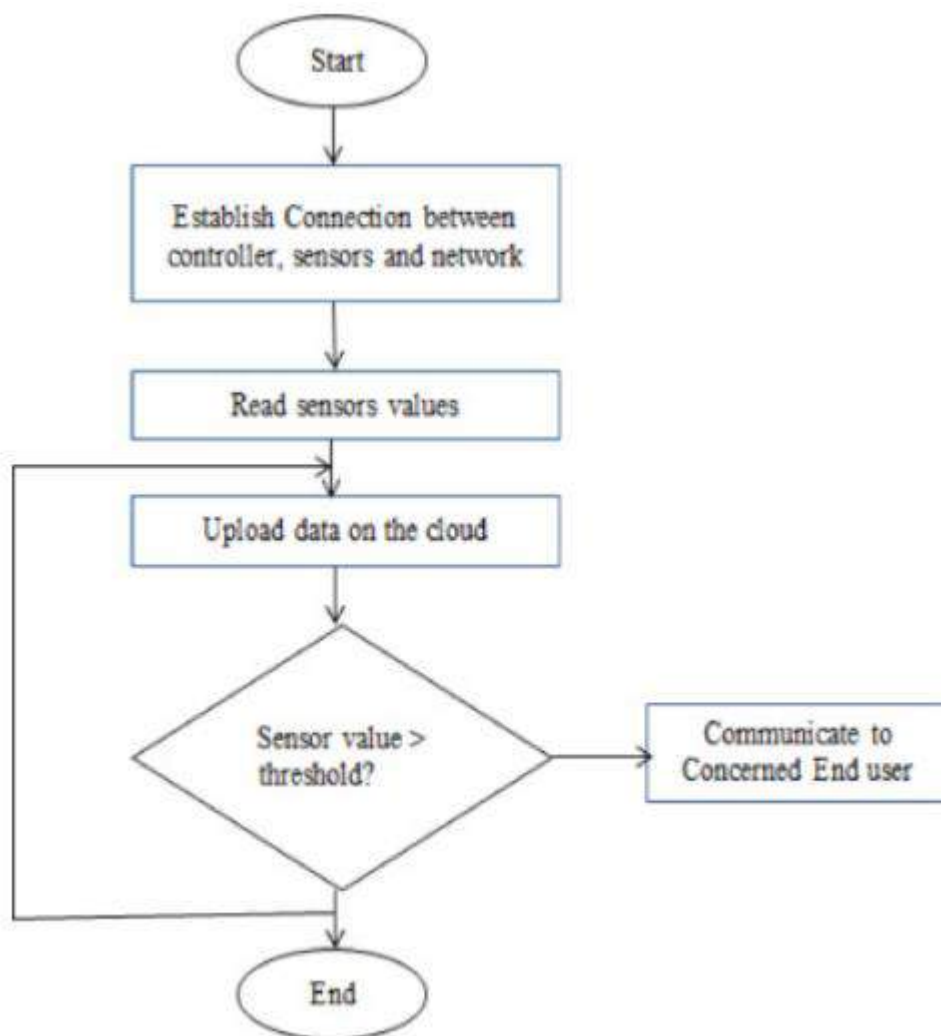 Start
Establish Connection between
controller, sensors and network
Read sensors values
Upload data on the cloud
Sensor value >
threshold?
Communicate to
Concerned End user
End